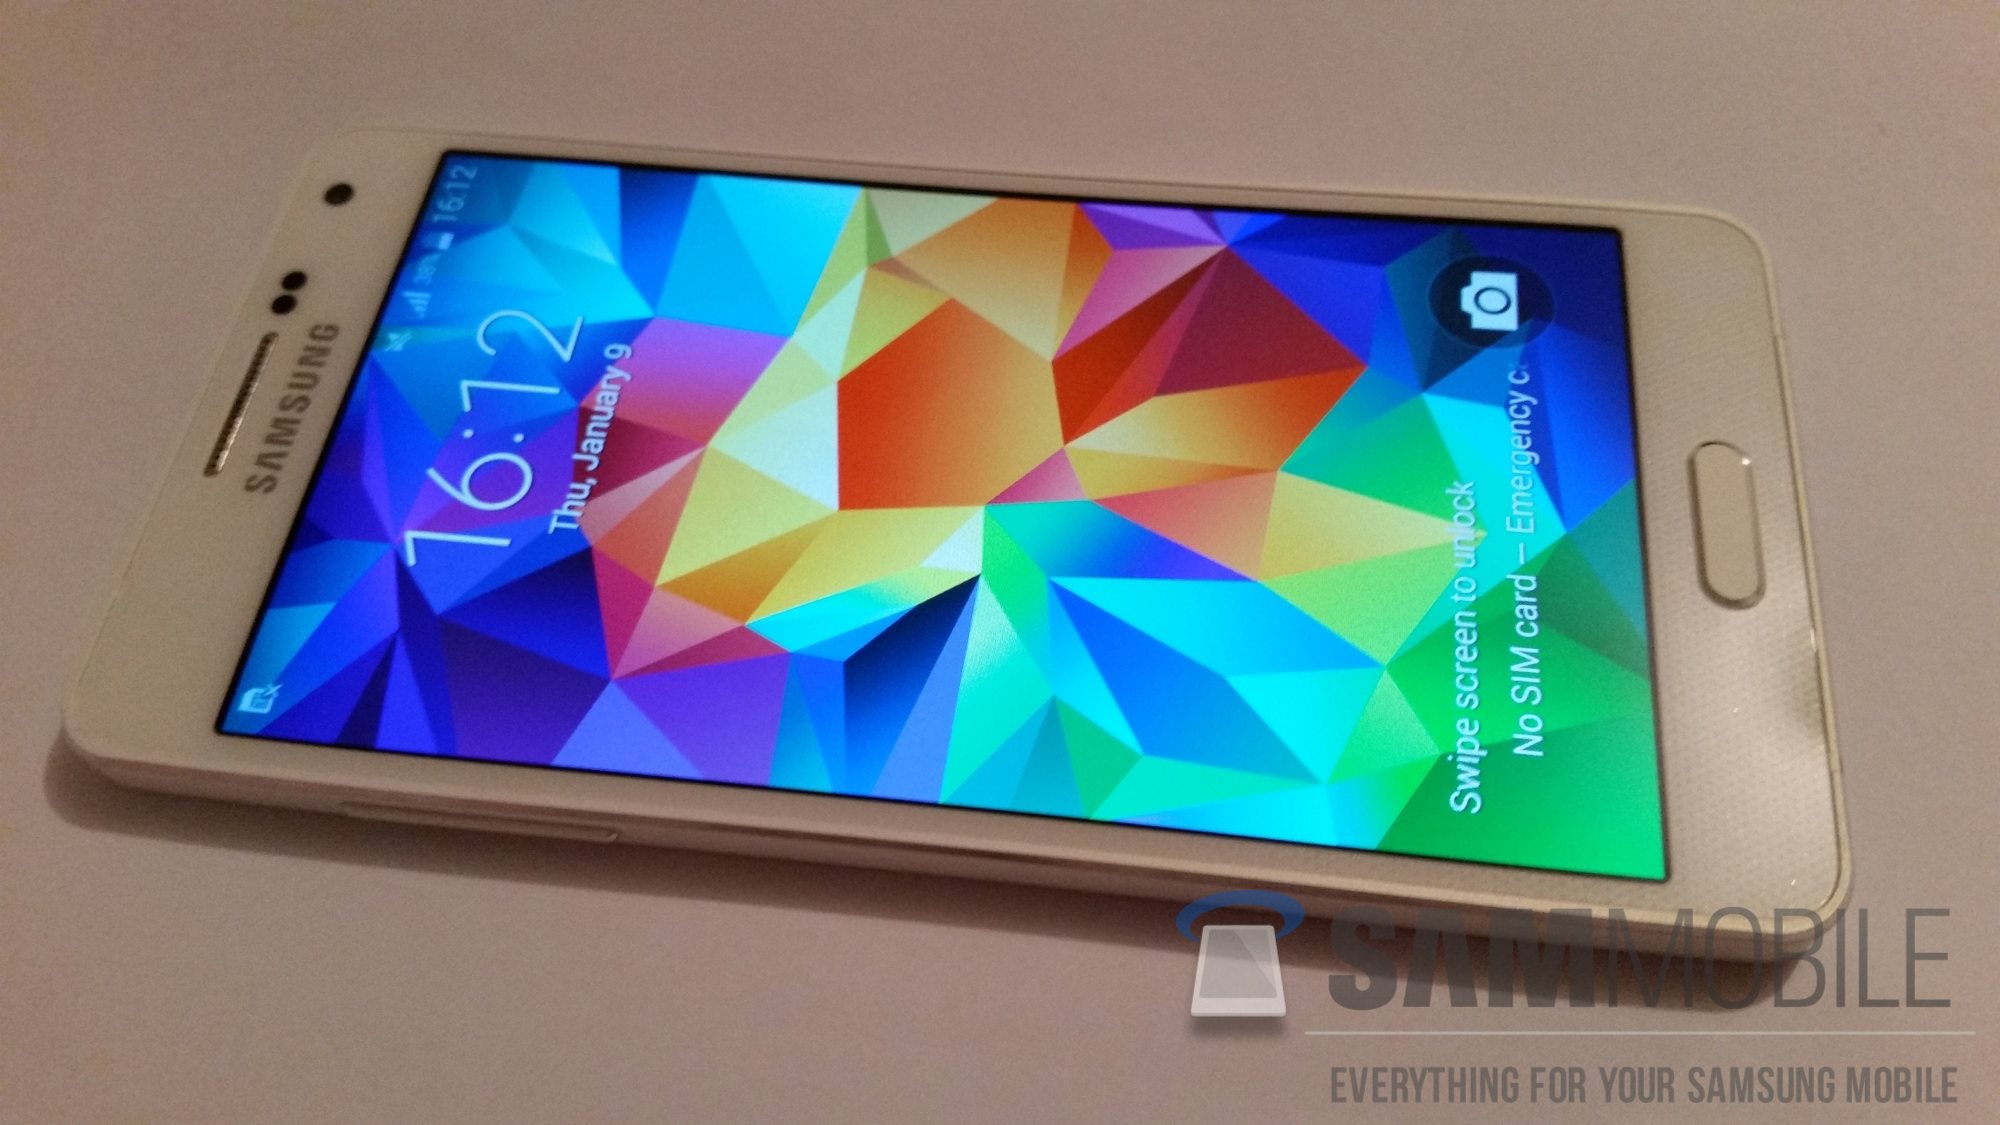 SAMSUNG
38% 16:12
16:12
Thu, January 9
Swipe screen to unlock
No SIM card – Emergency c
SAMMOBILE
EVERYTHING FOR YOUR SAMSUNG MOBILE